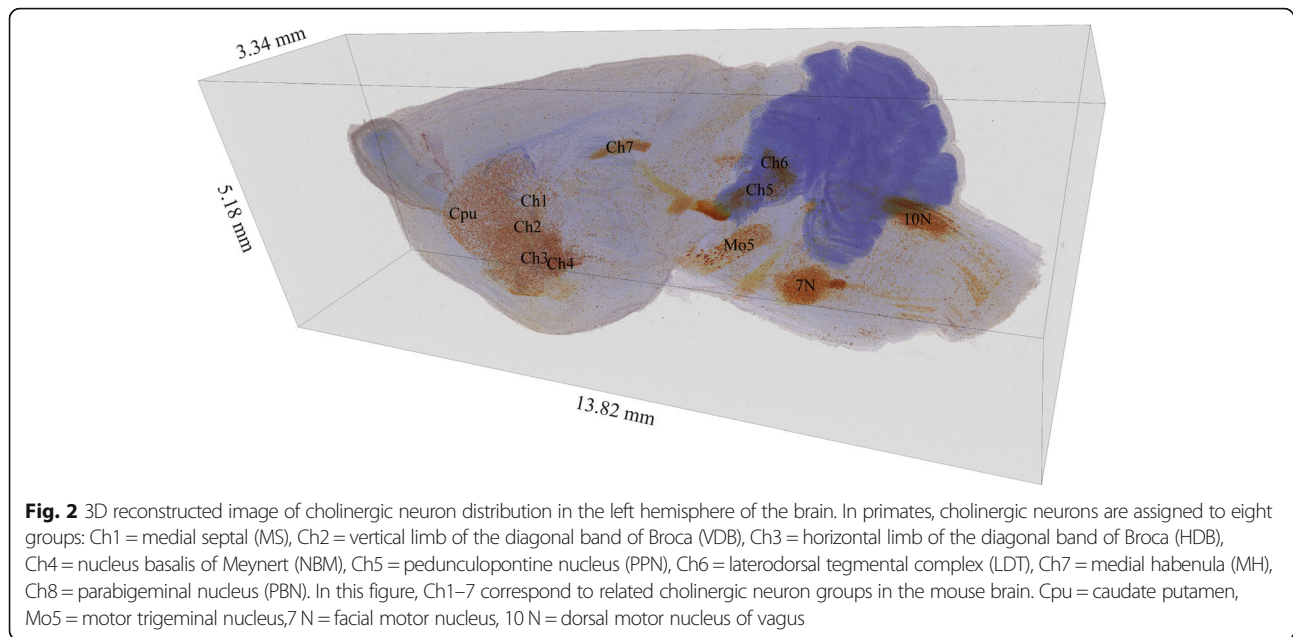 3.34 mm
5.18 mm
13.82 mm
Ch7
Ch6
Ch5
Ch1
Cpu
Ch2
10N
Mo5
Ch3
Ch4
7N
Fig. 2 3D reconstructed image of cholinergic neuron distribution in the left hemisphere of the brain. In primates, cholinergic neurons are assigned to eight
groups: Ch1 = medial septal (MS), Ch2 = vertical limb of the diagonal band of Broca (VDB), Ch3 = horizontal limb of the diagonal band of Broca (HDB),
Ch4 = nucleus basalis of Meynert (NBM), Ch5 = pedunculopontine nucleus (PPN), Ch6 = laterodorsal tegmental complex (LDT), Ch7 = medial habenula (MH),
Ch8 = parabigeminal nucleus (PBN). In this figure, Ch1–7 correspond to related cholinergic neuron groups in the mouse brain. Cpu = caudate putamen,
Mo5 = motor trigeminal nucleus,7 N = facial motor nucleus, 10 N = dorsal motor nucleus of vagus